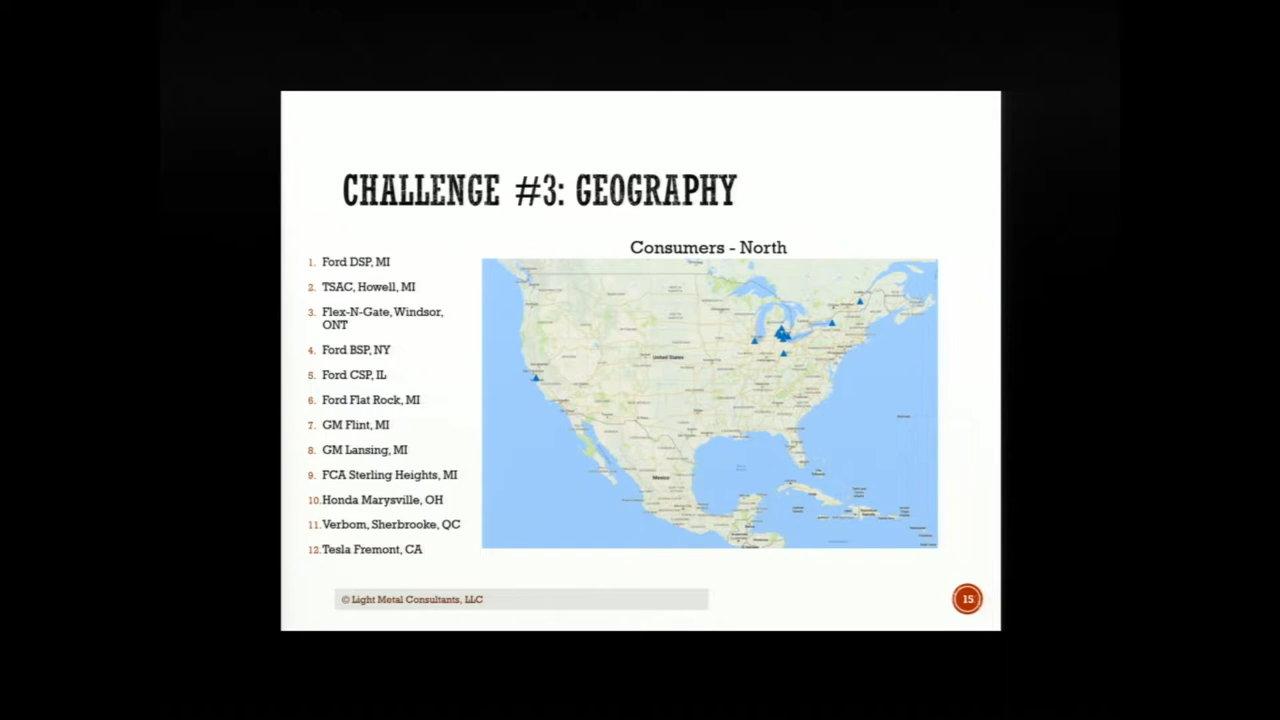 CHALLENGE #3: GEOGRAPHY
Consumers - North
1. Ford DSP, MI
2. TSAC, Howell, MI
3. Flex-N-Gate, Windsor,
ONT
4. Ford BSP, NY
5. Ford CSP, IL
6. Ford Flat Rock, MI
7. GM Flint, MI
8. GM Lansing, MI
9. FCA Sterling Heights, MI
10. Honda Marysville, OH
11. Verbom, Sherbrooke, QC
12. Tesla Fremont, CA
United States
Mexico
© Light Metal Consultants, LLC
15